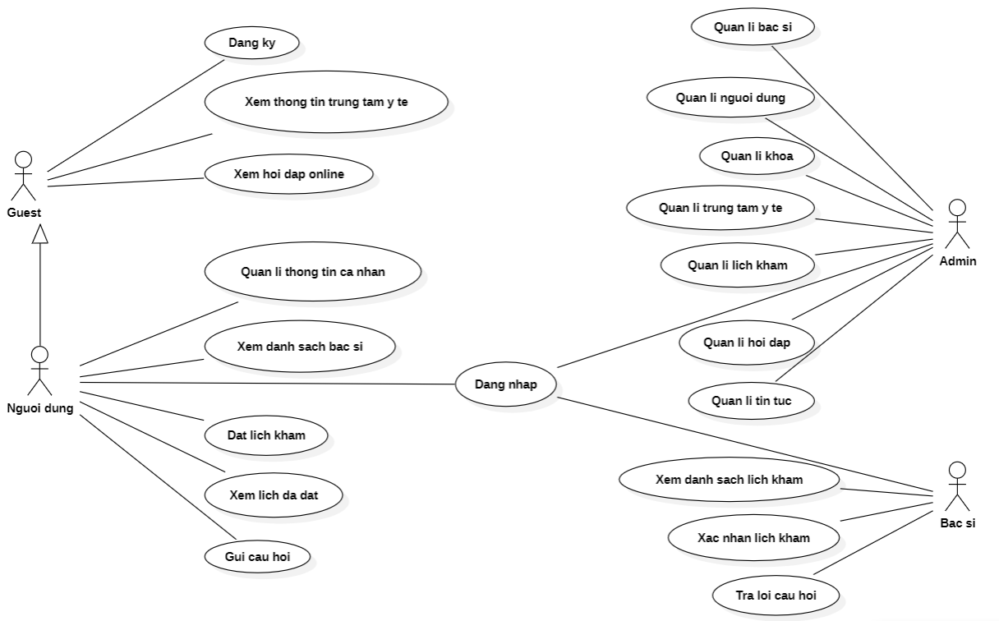 Dang ky
Xem thong tin trung tam y te
Xem hoi dap online
Guest
Quan li thong tin ca nhan
Xem danh sach bac si
Nguoi dung
Dat lich kham
Xem lich da dat
Gui cau hoi
Dang nhap
Quan li bac si
Quan li nguoi dung
Quan li khoa
Quan li trung tam y te
Quan li lich kham
Admin
Quan li hoi dap
Quan li tin tuc
Xem danh sach lich kham
Xac nhan lich kham
Bac si
Tra loi cau hoi